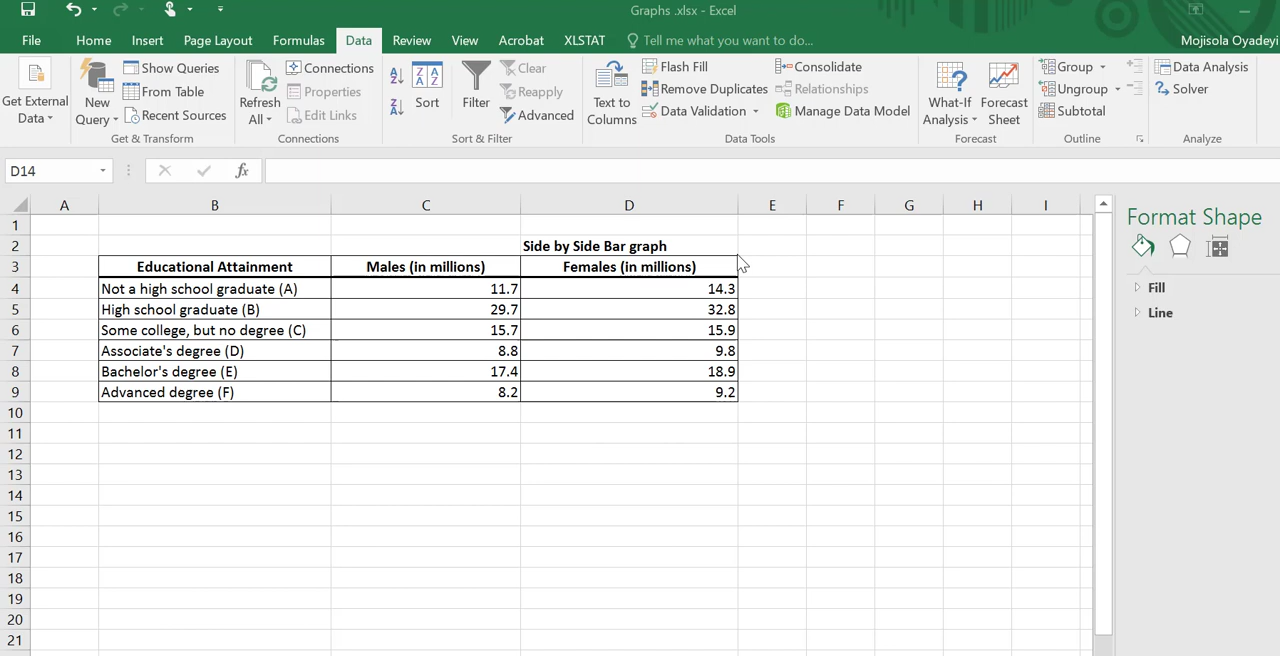 Graphs .xlsx - Excel
File Home Insert Page Layout Formulas Data Review View Acrobat XLSTAT Tell me what you want to do... Mojisola Oyadeyi
Get External Data
New Query
Show Queries
From Table
Recent Sources
Get & Transform
Refresh All
Connections
Properties
Edit Links
Connections
Sort
Filter
Clear
Reapply
Advanced
Sort & Filter
Text to Columns
Flash Fill
Remove Duplicates
Data Validation
Consolidate
Relationships
Manage Data Model
Data Tools
What-If Analysis
Forecast Sheet
Forecast
Group
Ungroup
Subtotal
Outline
Data Analysis
Solver
Analyze
D14 fx
A B C D E F G H I
1
2 Side by Side Bar graph
3 Educational Attainment Males (in millions) Females (in millions)
4 Not a high school graduate (A) 11.7 14.3
5 High school graduate (B) 29.7 32.8
6 Some college, but no degree (C) 15.7 15.9
7 Associate's degree (D) 8.8 9.8
8 Bachelor's degree (E) 17.4 18.9
9 Advanced degree (F) 8.2 9.2
10
11
12
13
14
15
16
17
18
19
20
21
Format Shape
Fill
Line